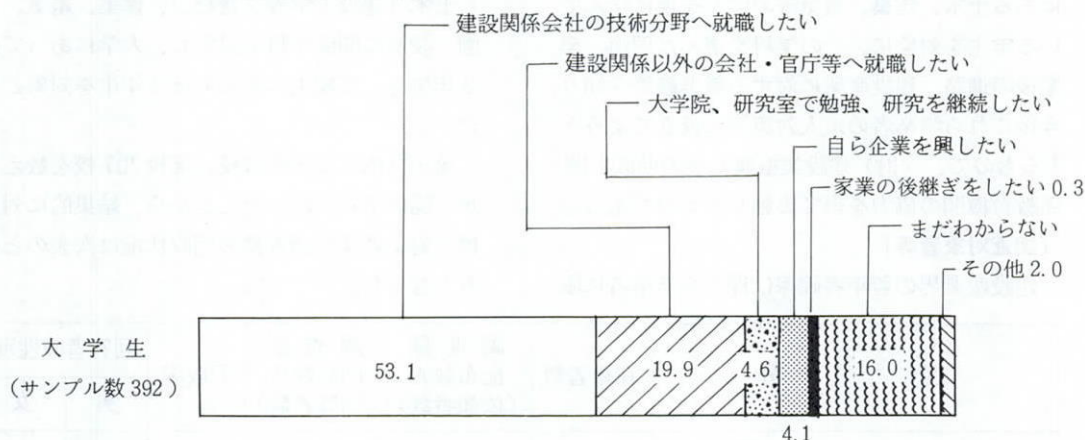 建設関係会社の技術分野へ就職したい
建設関係以外の会社・官庁等へ就職したい
大学院、研究室で勉強、研究を継続したい
自ら企業を興したい
家業の後継ぎをしたい 0.3
まだわからない
その他 2.0
大学生
(サンプル数 392)
53.1
19.9
4.6
16.0
4.1